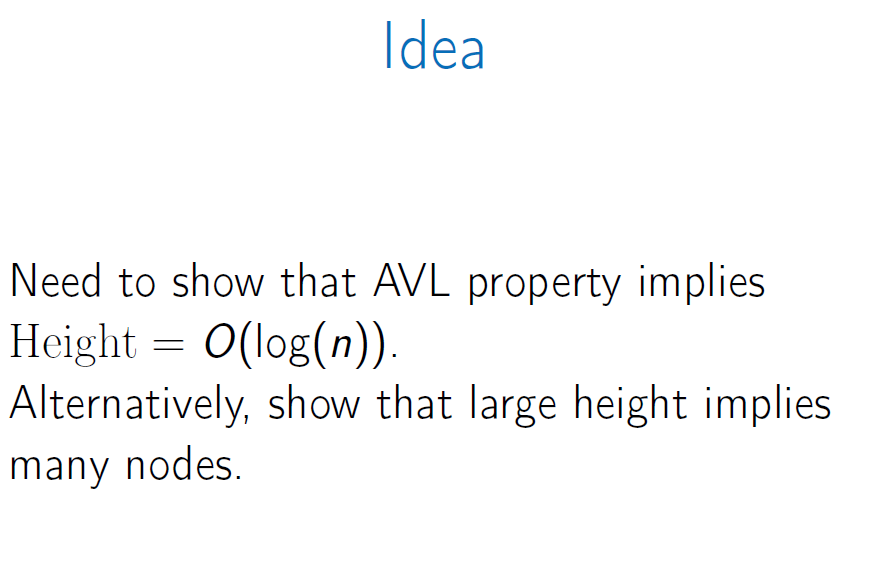 Idea
Need to show that AVL property implies
Height = O(log(n)).
Alternatively, show that large height implies
many nodes.